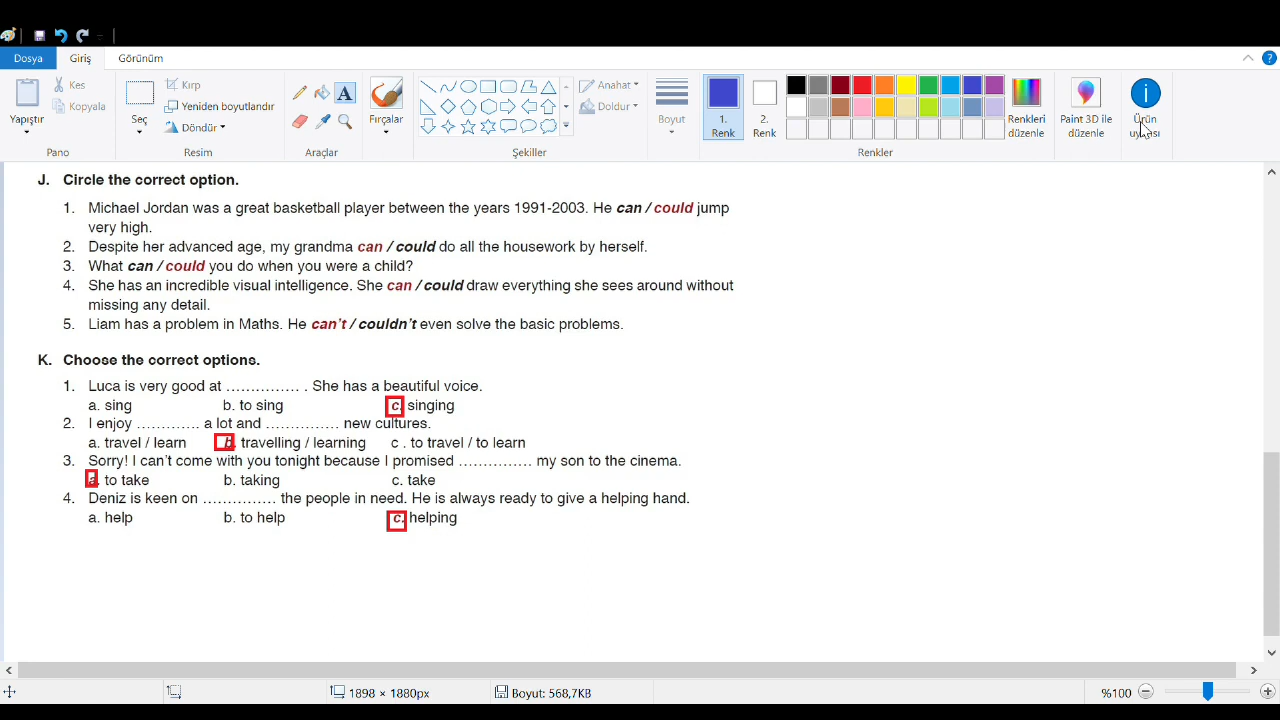 Dosya Giriş Görünüm
Yapıştır
Kes
Kopyala
Pano
Seç
Kırp
Yeniden boyutlandır
Döndür
Resim
Araçlar
Fırçalar
Şekiller
Anahat
Doldur
Boyut
1. Renk
2. Renk
Renkler
Renkleri düzenle
Paint 3D ile düzenle
Ürün
J. Circle the correct option.
1. Michael Jordan was a great basketball player between the years 1991-2003. He can / could jump
very high.
2. Despite her advanced age, my grandma can / could do all the housework by herself.
3. What can / could you do when you were a child?
4. She has an incredible visual intelligence. She can / could draw everything she sees around without
missing any detail.
5. Liam has a problem in Maths. He can't / couldn't even solve the basic problems.
K. Choose the correct options.
1. Luca is very good at …………… . She has a beautiful voice.
a. sing b. to sing c. singing
2. I enjoy ………… a lot and …………… new cultures.
a. travel / learn b. travelling / learning c . to travel / to learn
3. Sorry! I can't come with you tonight because I promised …………… my son to the cinema.
a. to take b. taking c. take
4. Deniz is keen on …………… the people in need. He is always ready to give a helping hand.
a. help b. to help c. helping
1898 × 1880px Boyut: 568,7KB %100